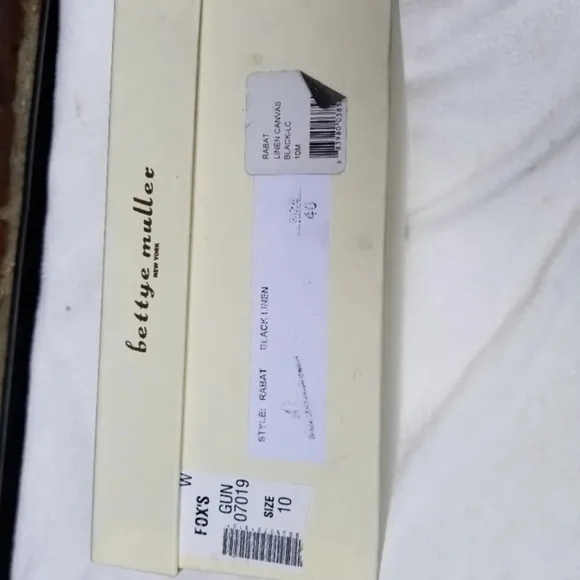 bettye muller
NEW YORK
RABAT
LINEN CANVAS
BLACK-LC
10M
STYLE: RABAT BLACK LINEN
40
W
FOX'S
GUN
07019
SIZE
10